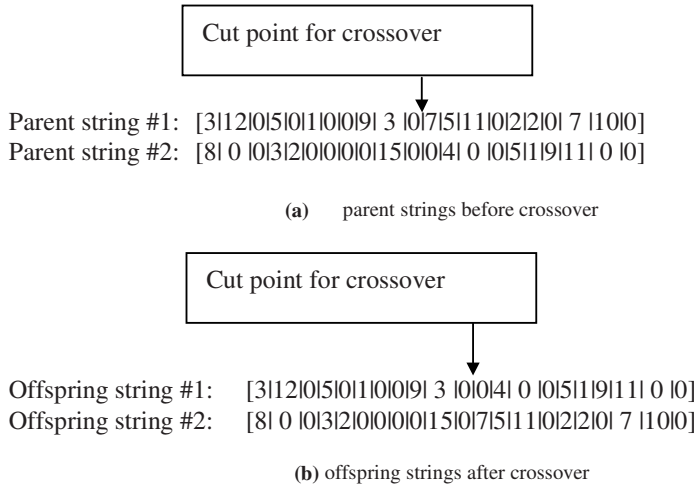 Cut point for crossover
Parent string #1: [3|12|0|5|0|1|0|0|9| 3 |0|7|5|11|0|2|2|0| 7 |10|0]
Parent string #2: [8| 0 |0|3|2|0|0|0|0|15|0|0|4| 0 |0|5|1|9|11| 0 |0]
(a) parent strings before crossover
Cut point for crossover
Offspring string #1: [3|12|0|5|0|1|0|0|9| 3 |0|0|4| 0 |0|5|1|9|11| 0 |0]
Offspring string #2: [8| 0 |0|3|2|0|0|0|0|15|0|7|5|11|0|2|2|0| 7 |10|0]
(b) offspring strings after crossover